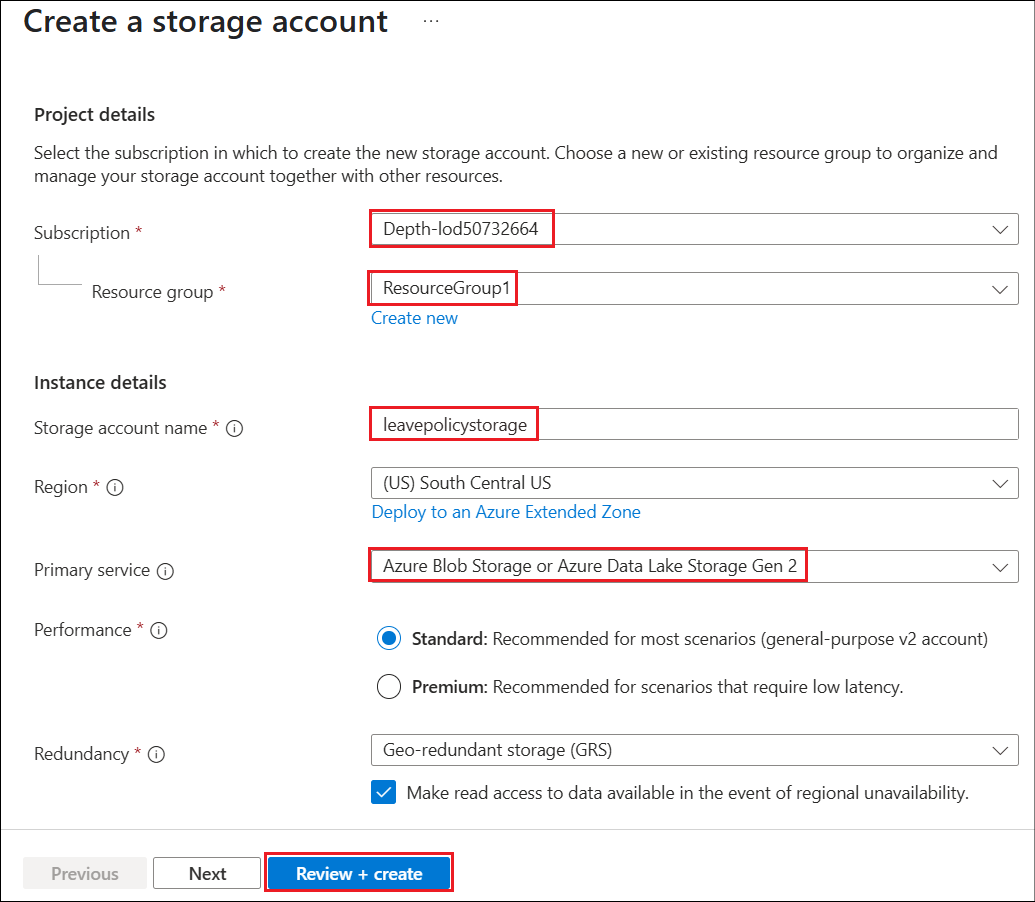 Create a storage account ...
Project details
Select the subscription in which to create the new storage account. Choose a new or existing resource group to organize and
manage your storage account together with other resources.
Subscription * Depth-lod50732664
Resource group * ResourceGroup1
Create new
Instance details
Storage account name * leavepolicystorage
Region * (US) South Central US
Deploy to an Azure Extended Zone
Primary service Azure Blob Storage or Azure Data Lake Storage Gen 2
Performance * Standard: Recommended for most scenarios (general-purpose v2 account)
Premium: Recommended for scenarios that require low latency.
Redundancy * Geo-redundant storage (GRS)
Make read access to data available in the event of regional unavailability.
Previous Next Review + create